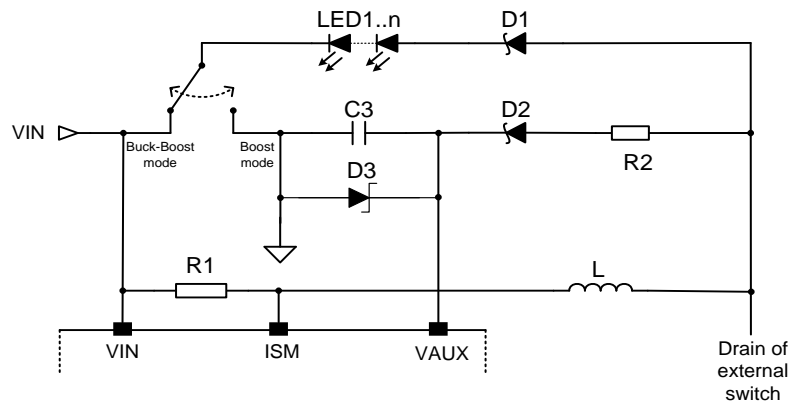 LED1..n
D1
VIN
Buck-Boost
mode
Boost
mode
C3
D2
R2
D3
R1
L
VIN
ISM
VAUX
Drain of
external
switch